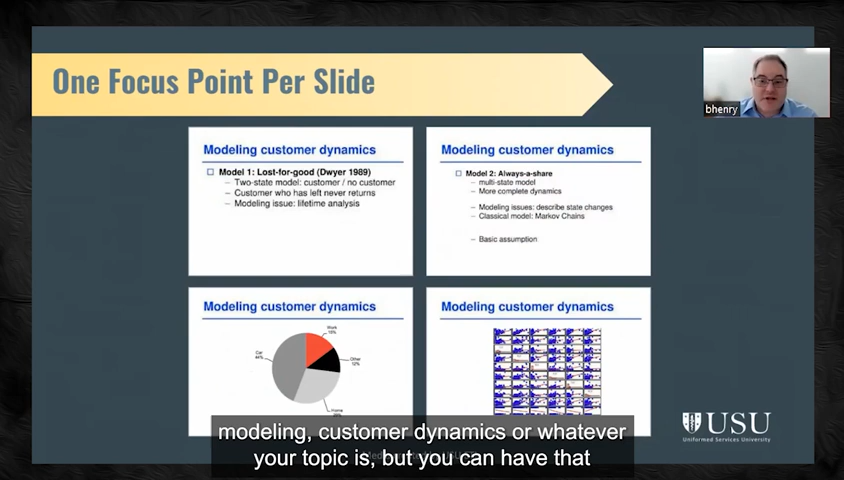 One Focus Point Per Slide
bhenry
Modeling customer dynamics
Model 1: Lost-for-good (Dwyer 1989)
– Two-state model: customer / no customer
– Customer who has left never returns
– Modeling issue: lifetime analysis
Modeling customer dynamics
Model 2: Always-a-share
– multi-state model
– More complete dynamics
– Modeling issues: describe state changes
– Classical model: Markov Chains
– Basic assumption
Modeling customer dynamics
Work
Car
44%
Other
12%
Home
Modeling customer dynamics
USU
Uniformed Services University
modeling, customer dynamics or whatever
your topic is, but you can have that